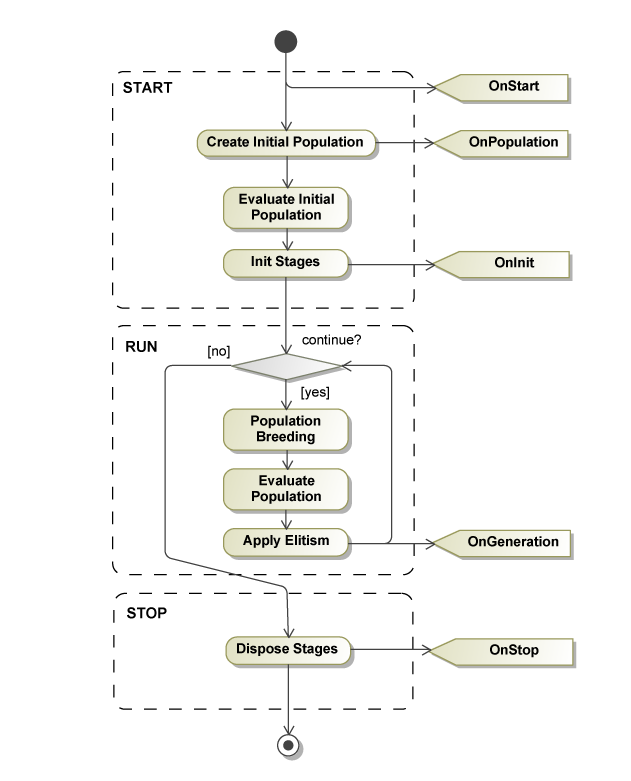 START
OnStart
Create Initial Population
OnPopulation
Evaluate Initial
Population
Init Stages
OnInit
RUN
continue?
[no]
[yes]
Population
Breeding
Evaluate
Population
Apply Elitism
OnGeneration
STOP
Dispose Stages
OnStop